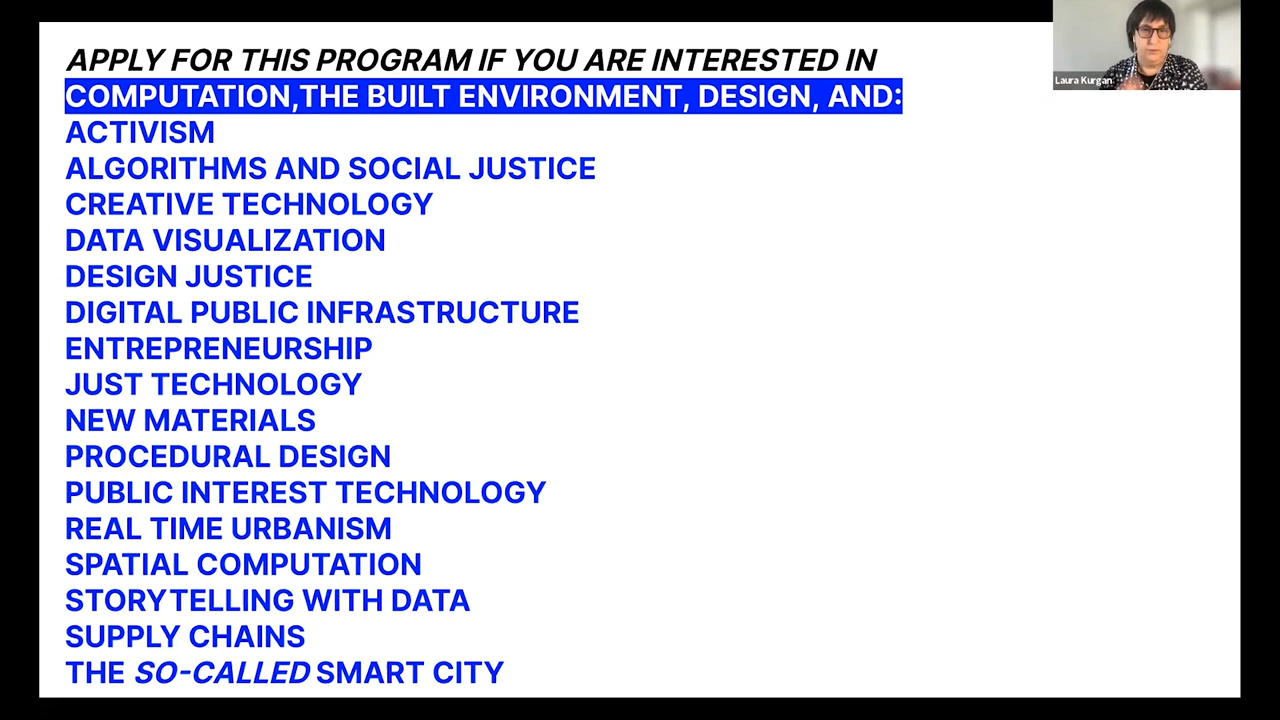 APPLY FOR THIS PROGRAM IF YOU ARE INTERESTED IN
COMPUTATION,THE BUILT ENVIRONMENT, DESIGN, AND:
ACTIVISM
ALGORITHMS AND SOCIAL JUSTICE
CREATIVE TECHNOLOGY
DATA VISUALIZATION
DESIGN JUSTICE
DIGITAL PUBLIC INFRASTRUCTURE
ENTREPRENEURSHIP
JUST TECHNOLOGY
NEW MATERIALS
PROCEDURAL DESIGN
PUBLIC INTEREST TECHNOLOGY
REAL TIME URBANISM
SPATIAL COMPUTATION
STORYTELLING WITH DATA
SUPPLY CHAINS
THE SO-CALLED SMART CITY
Laura Kurgan